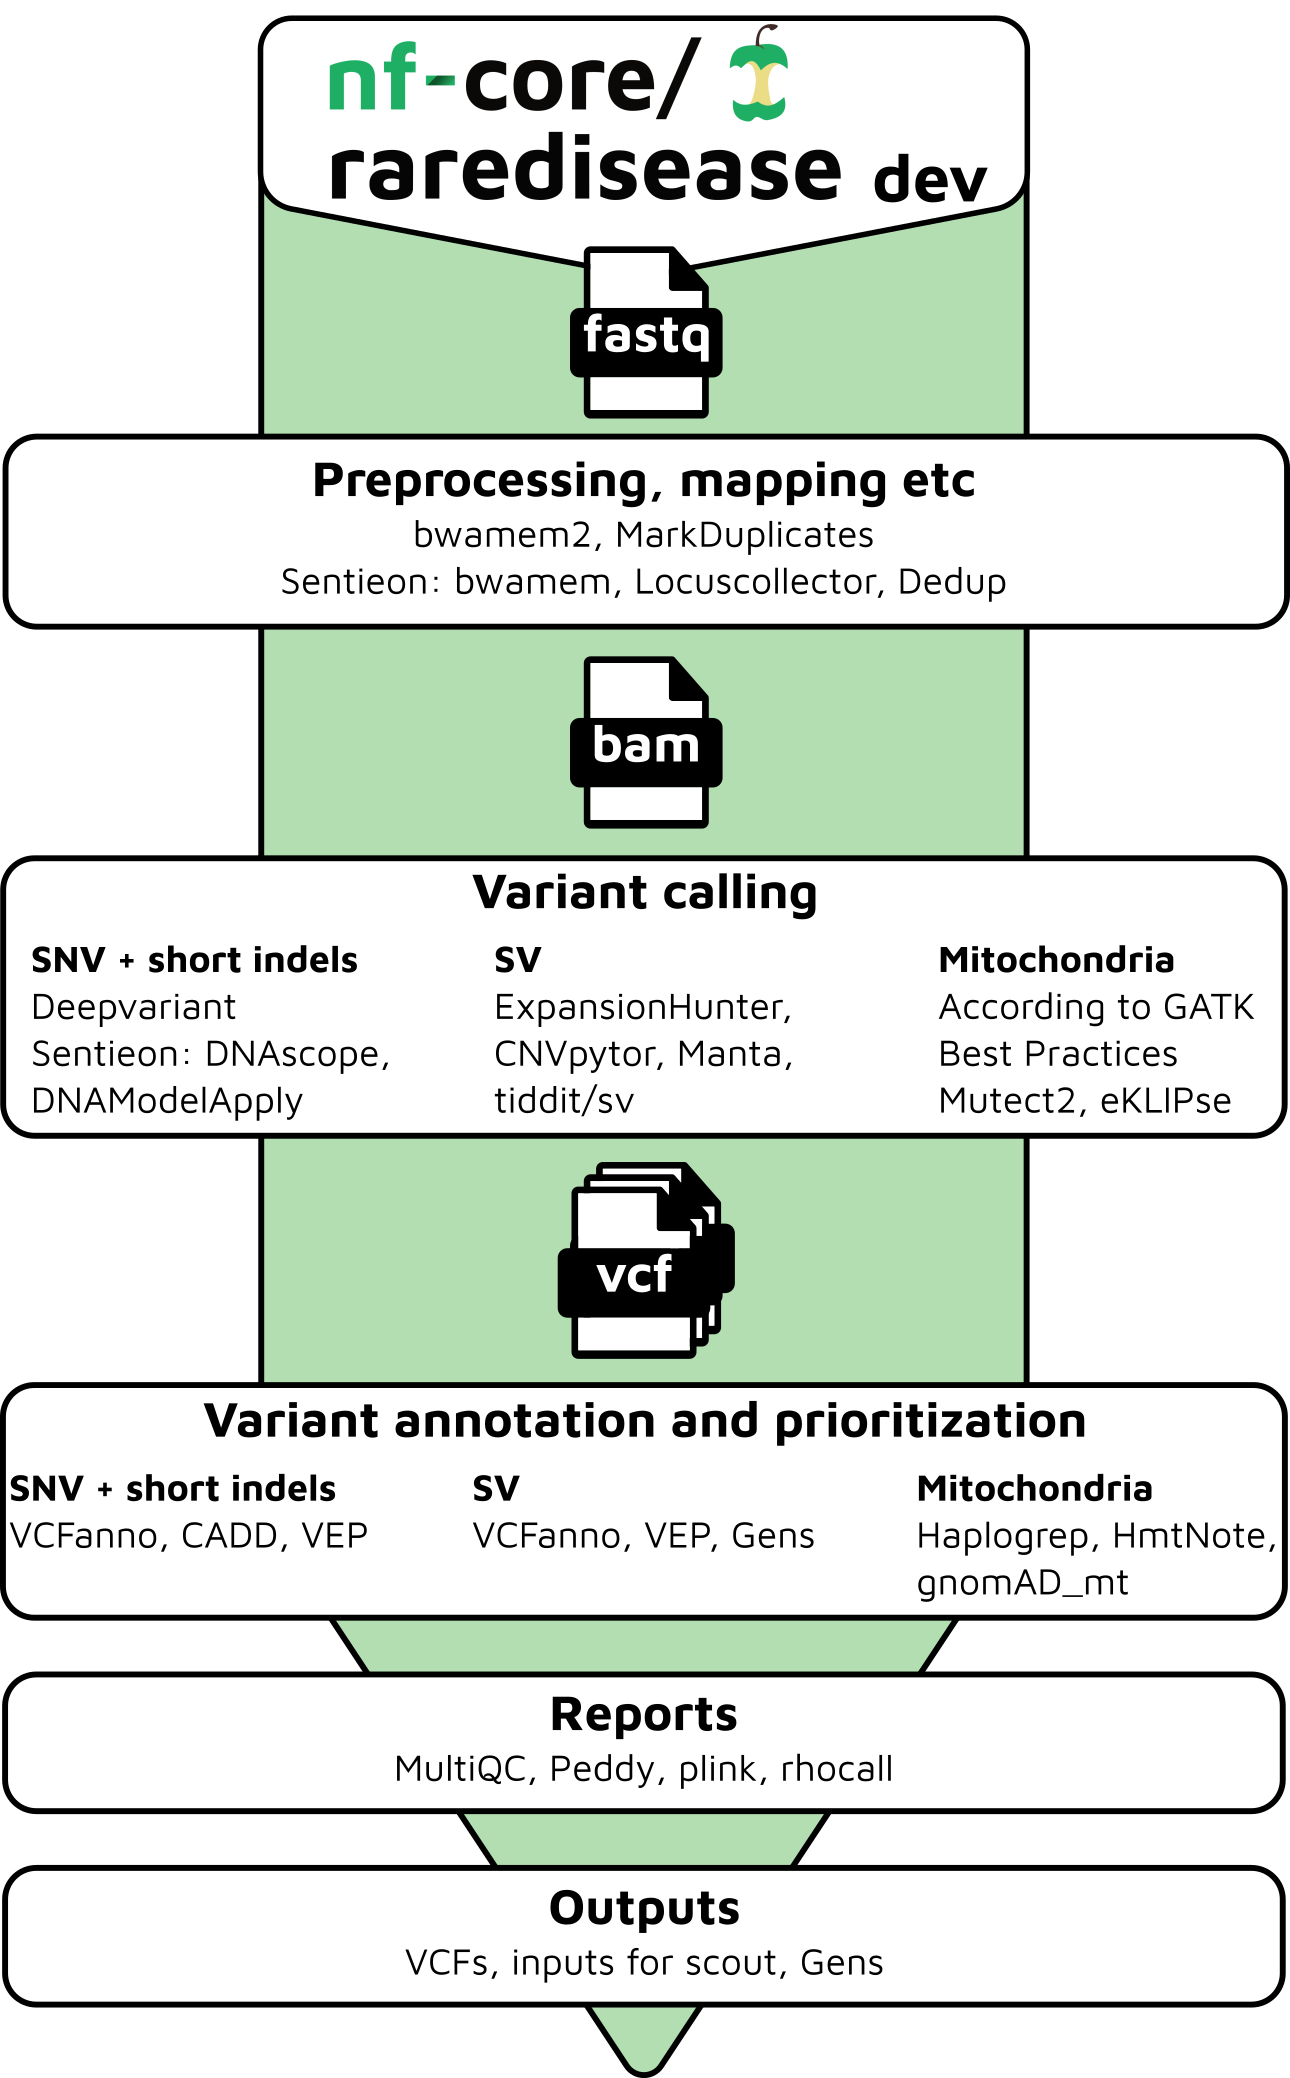 nf-core/
raredisease dev
fastq
Preprocessing, mapping etc
bwamem2, MarkDuplicates
Sentieon: bwamem, Locuscollector, Dedup
bam
Variant calling
SNV + short indels
Deepvariant
Sentieon: DNAscope,
DNAModelApply
SV
ExpansionHunter,
CNVpytor, Manta,
tiddit/sv
Mitochondria
According to GATK
Best Practices
Mutect2, eKLIPse
vcf
Variant annotation and prioritization
SNV + short indels
VCFanno, CADD, VEP
SV
VCFanno, VEP, Gens
Mitochondria
Haplogrep, HmtNote,
gnomAD_mt
Reports
MultiQC, Peddy, plink, rhocall
Outputs
VCFs, inputs for scout, Gens